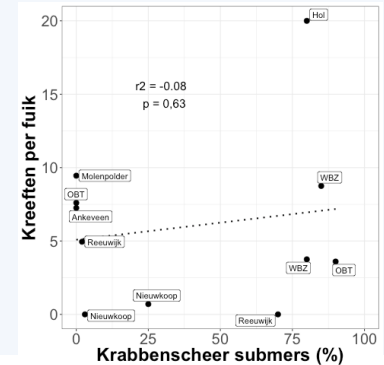 Kreeften per fuik
20
15
10
5
0
Hol
r2 = -0.08
p = 0,63
Molenpolder
WBZ
OBT
Ankeveen
Reeuwijk
WBZ
OBT
Nieuwkoop
Nieuwkoop
Reeuwijk
0 25 50 75 100
Krabbenscheer submers (%)